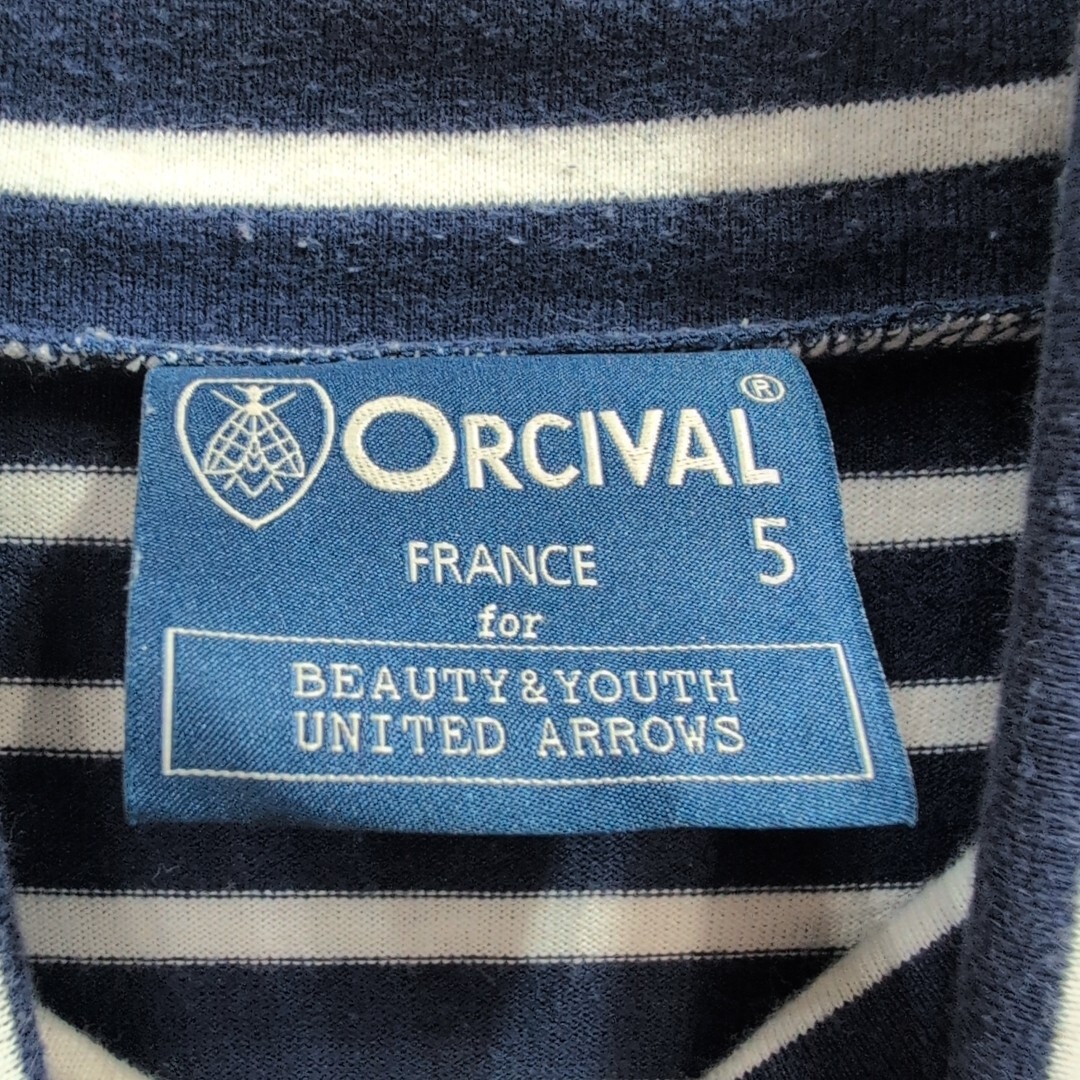 ORCIVAL®
FRANCE 5
for
BEAUTY&YOUTH
UNITED ARROWS